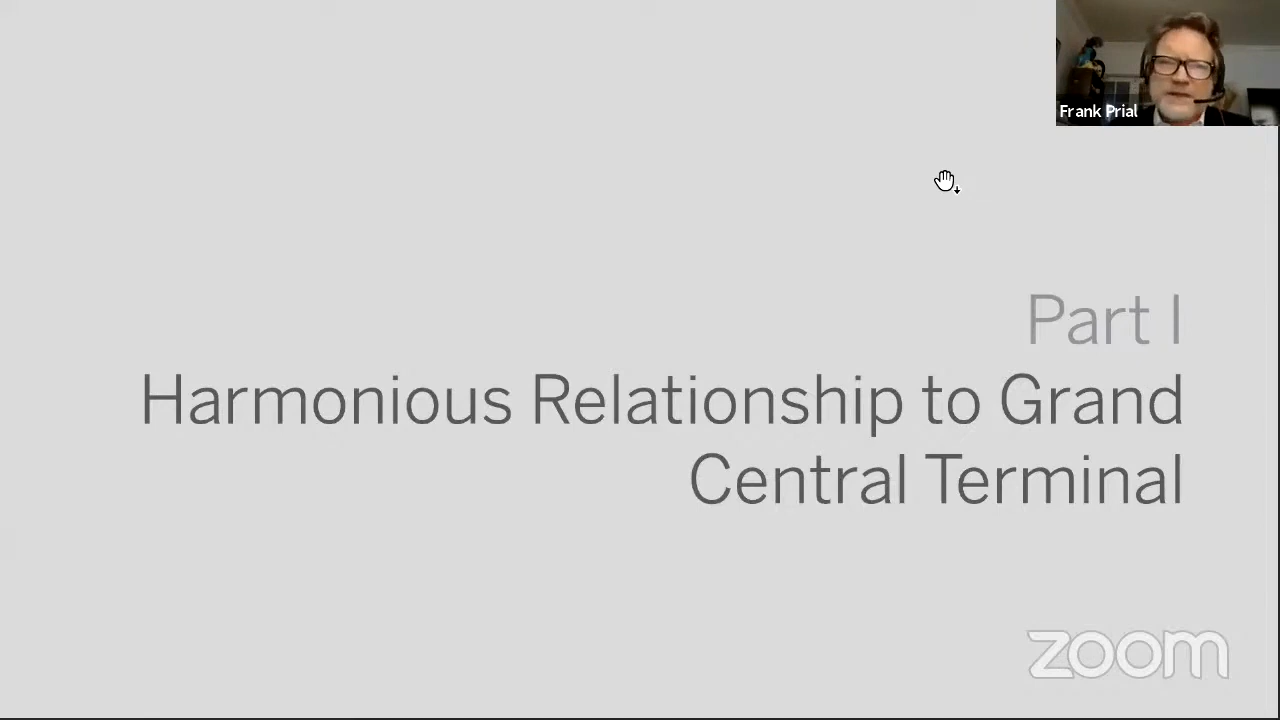 Frank Prial
Part I
Harmonious Relationship to Grand
Central Terminal
zoom